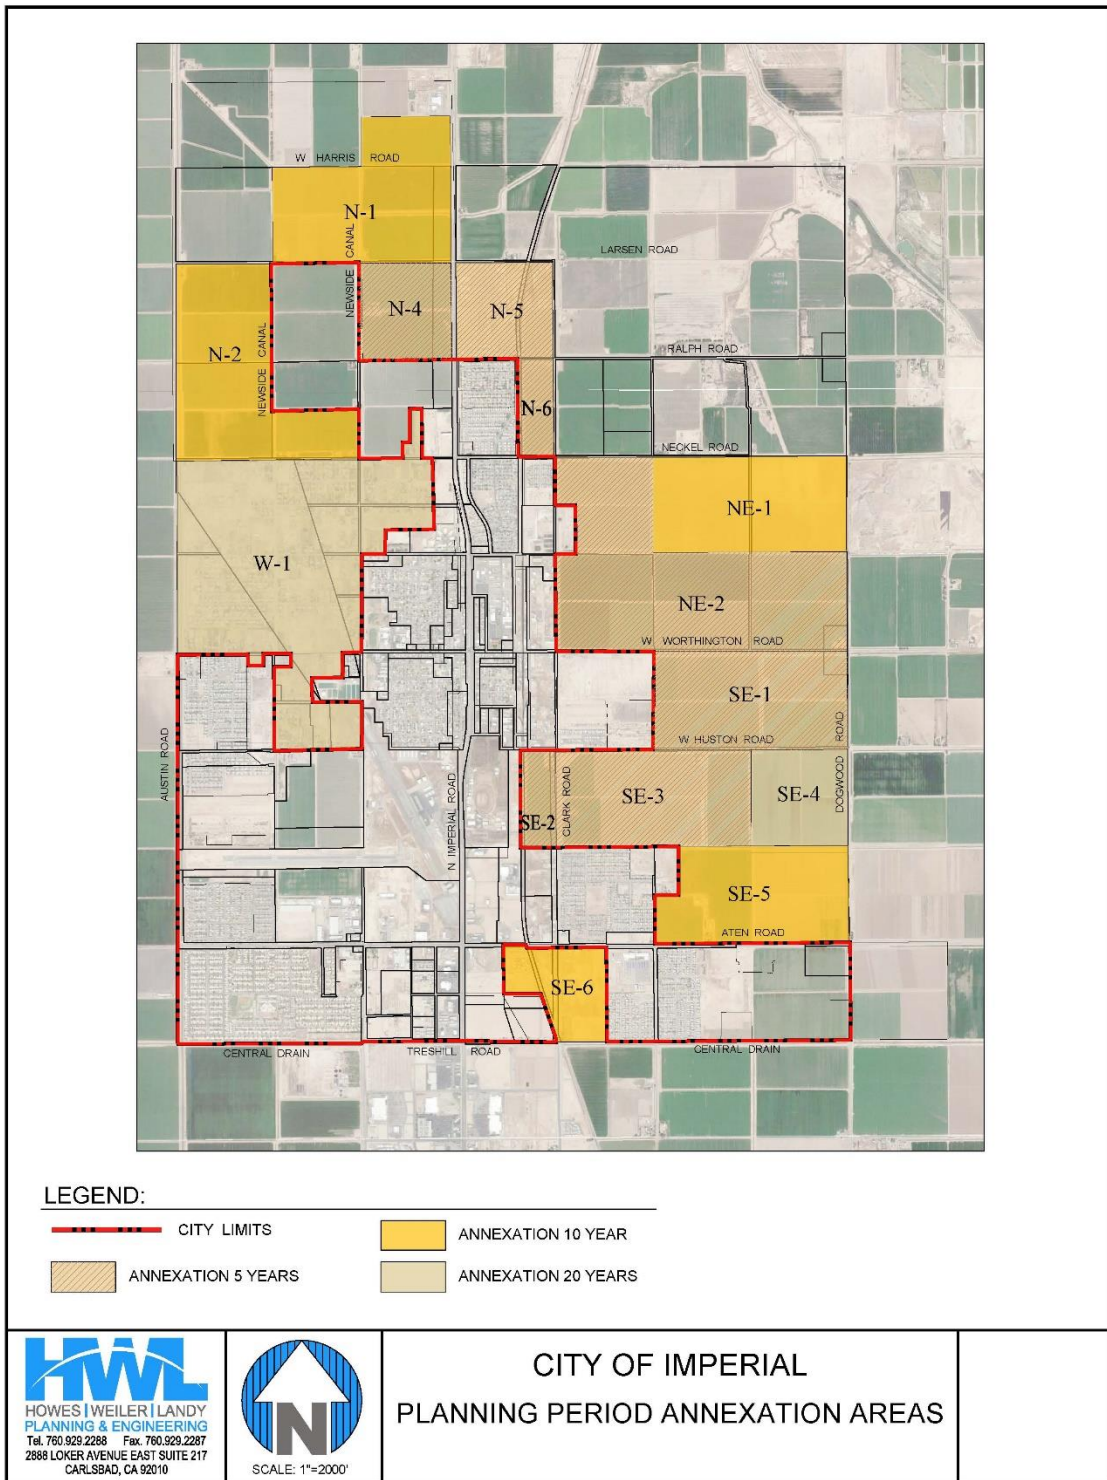 W HARRIS ROAD
N-1
NEWSIDE CANAL
LARSEN ROAD
N-4
N-5
N-2
NEWSIDE CANAL
RALPH ROAD
N-6
NECKEL ROAD
NE-1
W-1
NE-2
W WORTHINGTON ROAD
SE-1
W HUSTON ROAD
AUSTIN ROAD
N IMPERIAL ROAD
CLARK ROAD
DOGWOOD ROAD
SE-3
SE-4
SE-2
SE-5
ATEN ROAD
SE-6
CENTRAL DRAIN
TRESHILL ROAD
CENTRAL DRAIN
LEGEND:
CITY LIMITS
ANNEXATION 10 YEAR
ANNEXATION 5 YEARS
ANNEXATION 20 YEARS
HWL
HOWES | WEILER | LANDY
PLANNING & ENGINEERING
Tel. 760.929.2288 Fax. 760.929.2287
2888 LOKER AVENUE EAST SUITE 217
CARLSBAD, CA 92010
N
SCALE: 1"=2000'
CITY OF IMPERIAL
PLANNING PERIOD ANNEXATION AREAS